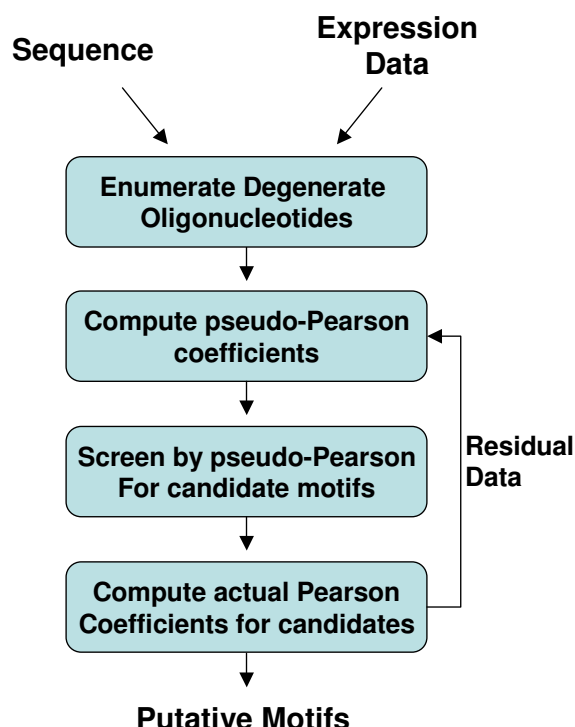 Sequence
Expression
Data
Enumerate Degenerate
Oligonucleotides
Compute pseudo-Pearson
coefficients
Screen by pseudo-Pearson
For candidate motifs
Residual
Data
Compute actual Pearson
Coefficients for candidates
Putative Motifs